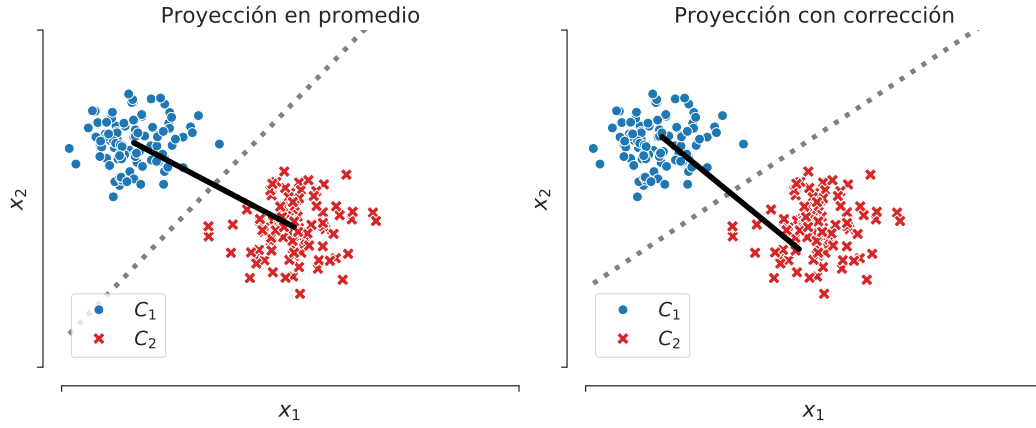 Proyección en promedio
x₂
C₁
C₂
x₁
Proyección con corrección
x₂
C₁
C₂
x₁